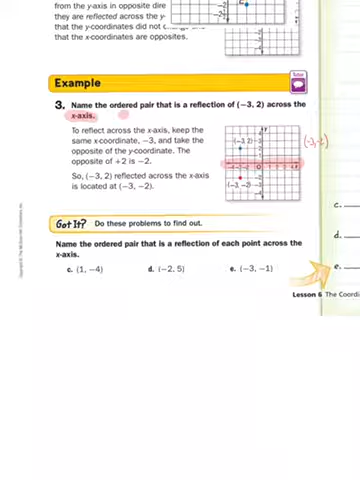 from the y-axis in opposite dire
they are reflected across the y-
that the y-coordinates did not
that the x-coordinates are opposites.
Example
Tutor
3. Name the ordered pair that is a reflection of (−3, 2) across the
x-axis.
To reflect across the x-axis, keep the
same x-coordinate, −3, and take the
opposite of the y-coordinate. The
opposite of +2 is −2.
So, (−3, 2) reflected across the x-axis
is located at (−3, −2).
(−3, 2)
(−3, −2)
(-3,-2)
Got It? Do these problems to find out.
Name the ordered pair that is a reflection of each point across the
x-axis.
c. (1, −4)
d. (−2, 5)
e. (−3, −1)
c.
d.
e.
Lesson 6 The Coordi